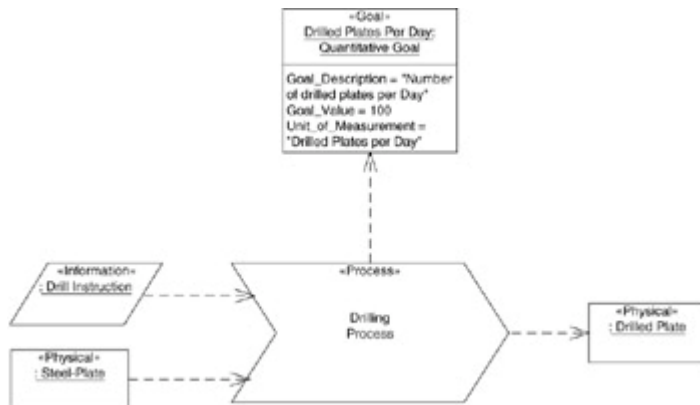 «Goal»
Drilled Plates Per Day:
Quantitative Goal
Goal_Description = "Number
of drilled plates per Day"
Goal_Value = 100
Unit_of_Measurement =
"Drilled Plates per Day"
«Information»
: Drill Instruction
«Process»
Drilling
Process
«Physical»
: Drilled Plate
«Physical»
: Steel-Plate